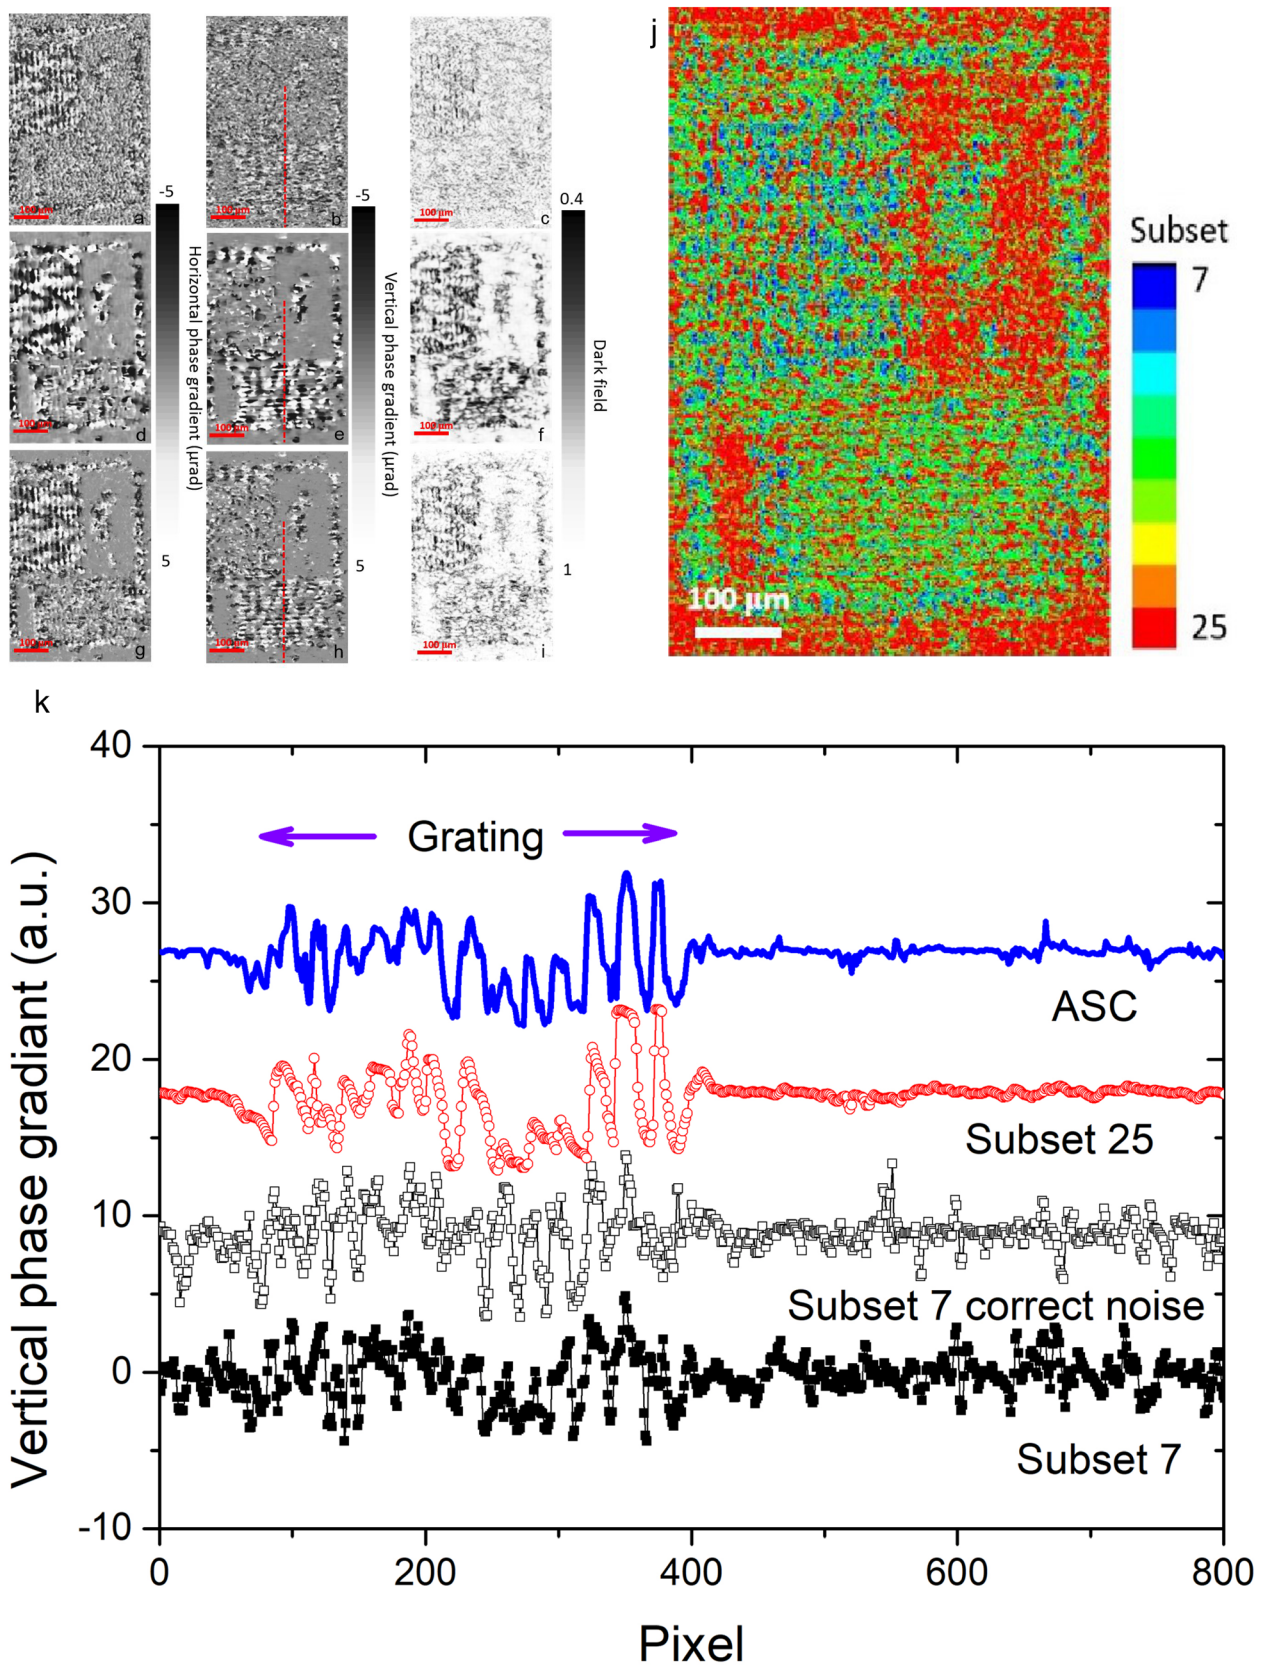 a
100 µm
b
100 µm
c
100 µm
j
-5
-5
0.4
Horizontal phase gradient (µrad)
Vertical phase gradient (µrad)
Dark field
d
100 µm
e
100 µm
f
100 µm
5
5
1
g
100 µm
h
100 µm
i
100 µm
100 µm
Subset
7
25
k
40
30
20
10
0
-10
Vertical phase gradiant (a.u.)
Grating
ASC
Subset 25
Subset 7 correct noise
Subset 7
0
200
400
600
800
Pixel